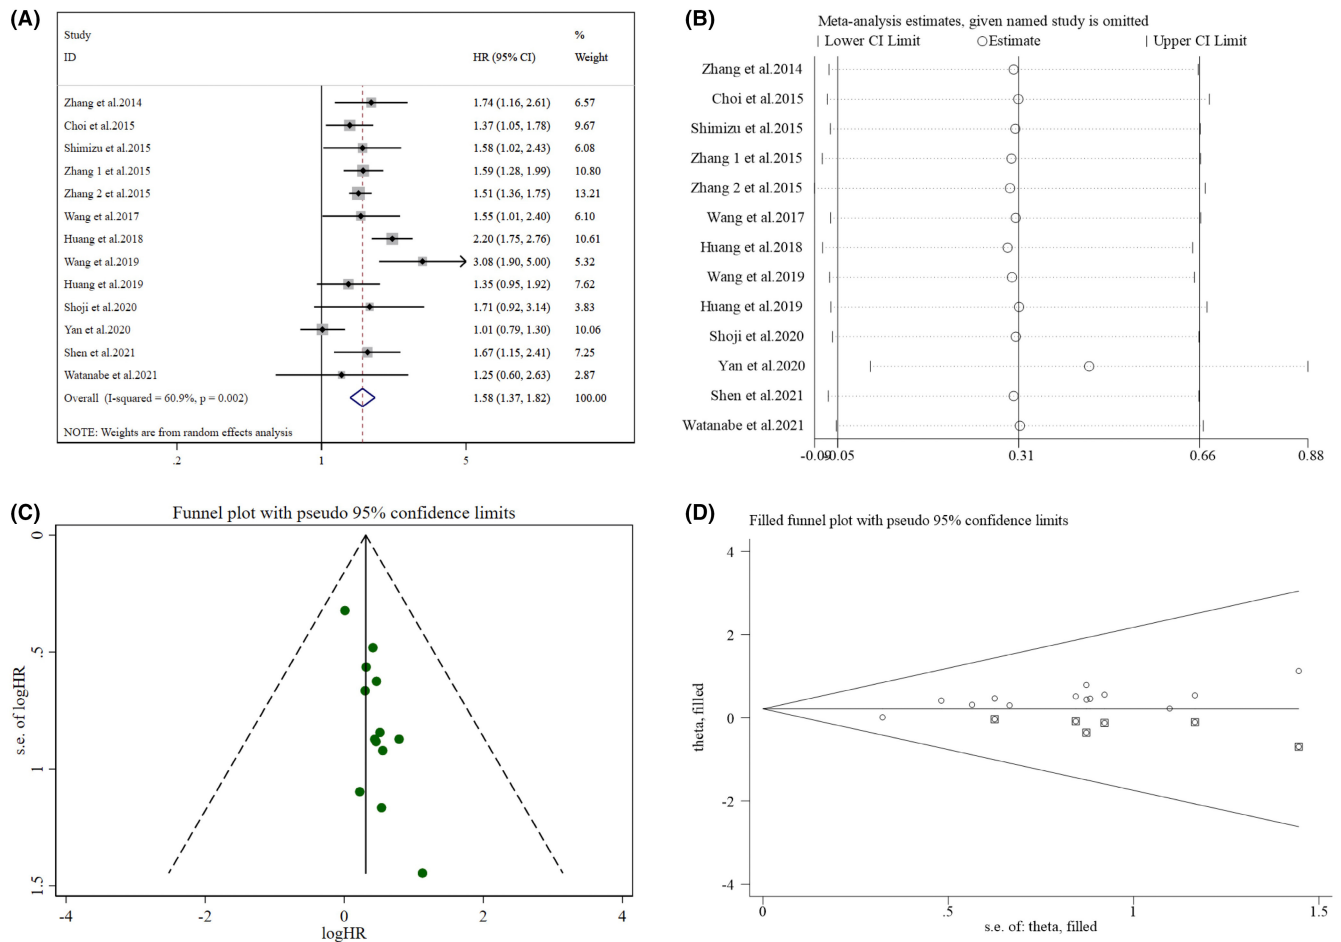 (A)
Study %
ID HR (95% CI) Weight
Zhang et al.2014 1.74 (1.16, 2.61) 6.57
Choi et al.2015 1.37 (1.05, 1.78) 9.67
Shimizu et al.2015 1.58 (1.02, 2.43) 6.08
Zhang 1 et al.2015 1.59 (1.28, 1.99) 10.80
Zhang 2 et al.2015 1.51 (1.36, 1.75) 13.21
Wang et al.2017 1.55 (1.01, 2.40) 6.10
Huang et al.2018 2.20 (1.75, 2.76) 10.61
Wang et al.2019 3.08 (1.90, 5.00) 5.32
Huang et al.2019 1.35 (0.95, 1.92) 7.62
Shoji et al.2020 1.71 (0.92, 3.14) 3.83
Yan et al.2020 1.01 (0.79, 1.30) 10.06
Shen et al.2021 1.67 (1.15, 2.41) 7.25
Watanabe et al.2021 1.25 (0.60, 2.63) 2.87
Overall (I-squared = 60.9%, p = 0.002) 1.58 (1.37, 1.82) 100.00
NOTE: Weights are from random effects analysis
.2 1 5
(B)
Meta-analysis estimates, given named study is omitted
Lower CI Limit Estimate Upper CI Limit
Zhang et al.2014
Choi et al.2015
Shimizu et al.2015
Zhang 1 et al.2015
Zhang 2 et al.2015
Wang et al.2017
Huang et al.2018
Wang et al.2019
Huang et al.2019
Shoji et al.2020
Yan et al.2020
Shen et al.2021
Watanabe et al.2021
-0.05 0.31 0.66 0.88
(C)
Funnel plot with pseudo 95% confidence limits
s.e. of logHR
0
.5
1
1.5
-4 -2 0 2 4
logHR
(D)
Filled funnel plot with pseudo 95% confidence limits
theta, filled
4
2
0
-2
-4
0 .5 1 1.5
s.e. of: theta, filled